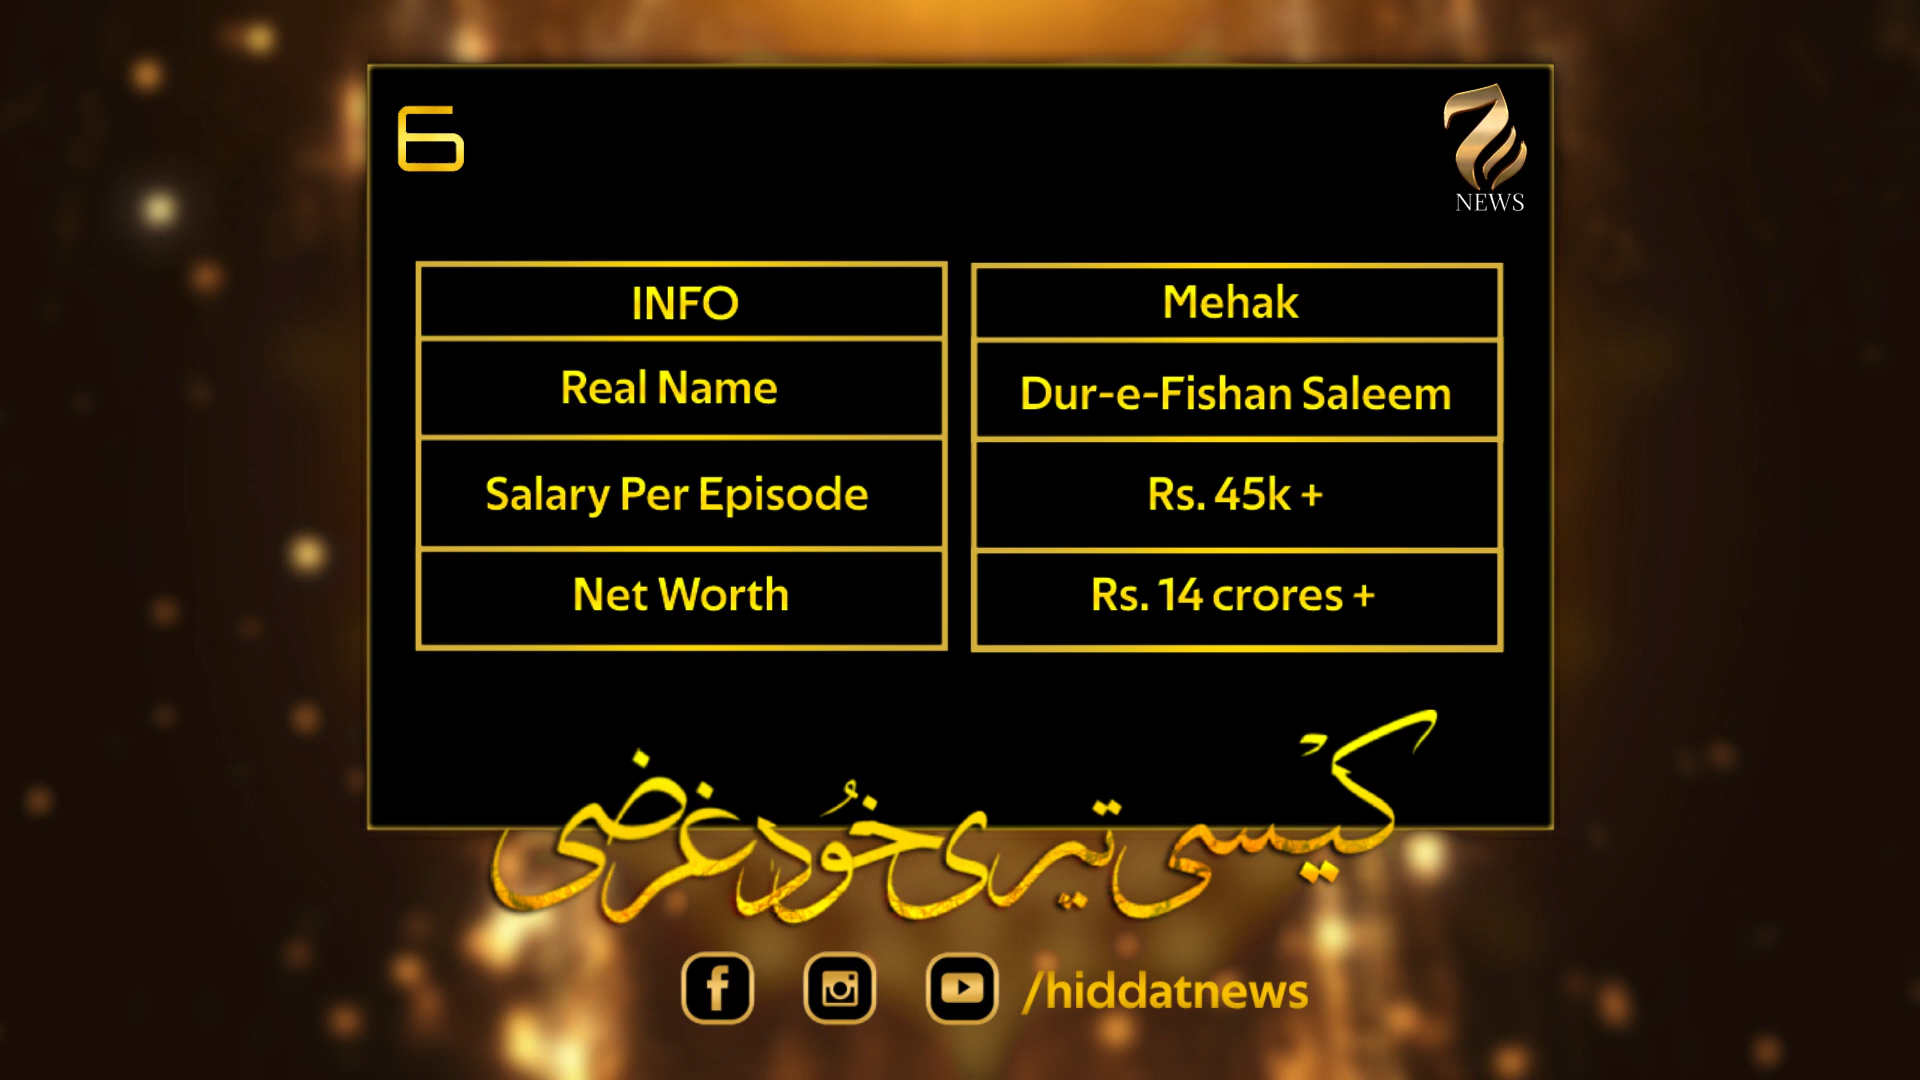 6
NEWS
INFO
Mehak
Real Name
Dur-e-Fishan Saleem
Salary Per Episode
Rs. 45k +
Net Worth
Rs. 14 crores +
کیسی تیری خُودغرضی
/hiddatnews